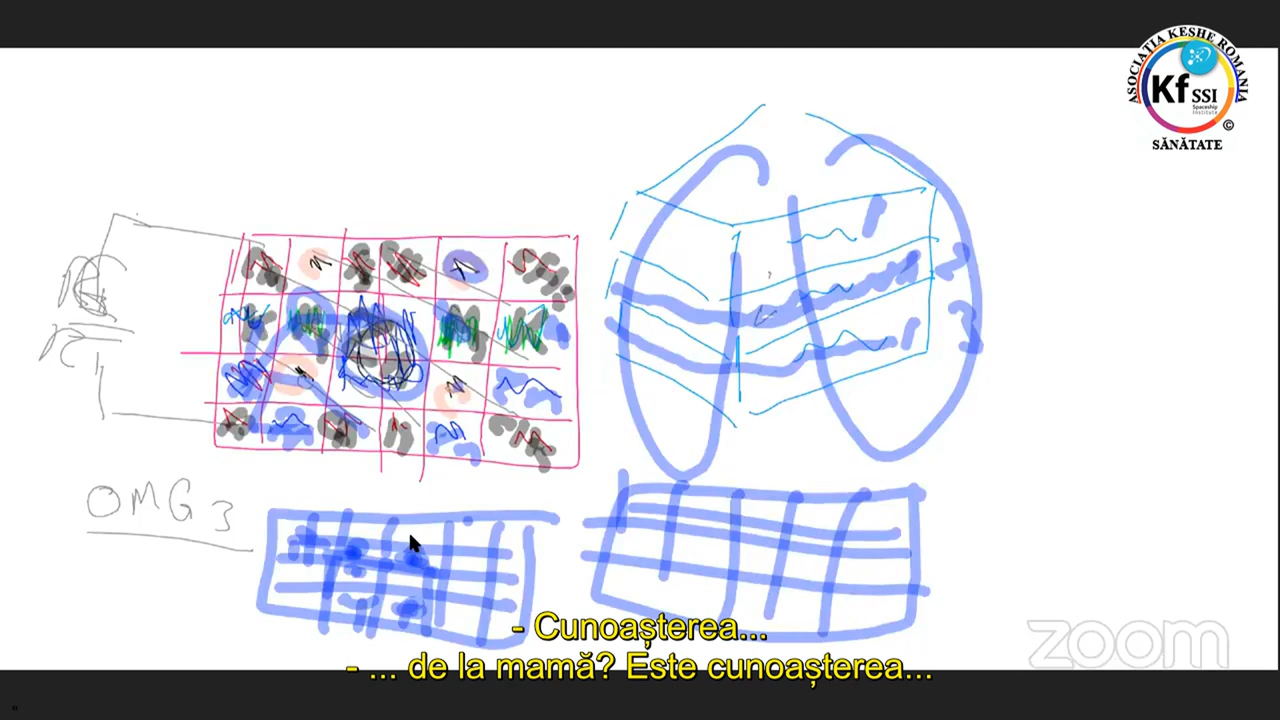 ASOCIAȚIA KESHE ROMANIA
Kf SSI
Spaceship
Institute
©
SĂNĂTATE
OMG 3
- Cunoașterea...
- ... de la mamă? Este cunoașterea...
zoom